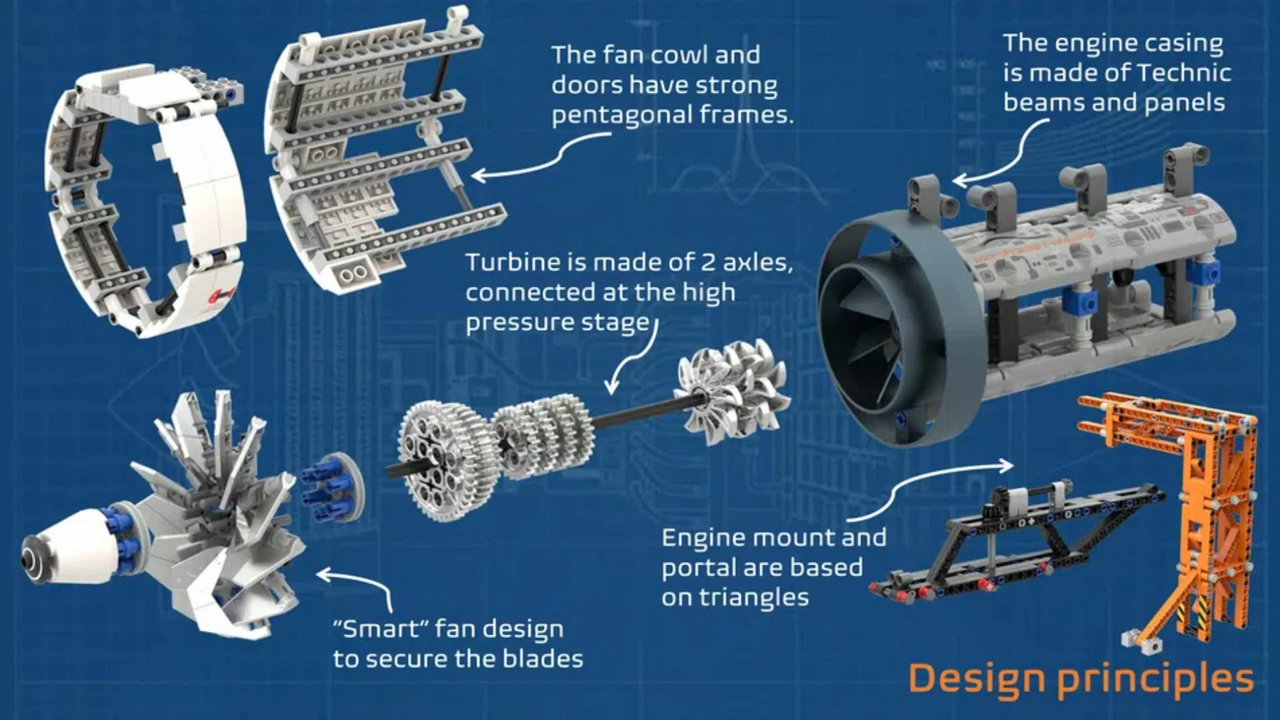 The fan cowl and
doors have strong
pentagonal frames.
The engine casing
is made of Technic
beams and panels
Turbine is made of 2 axles,
connected at the high
pressure stage
Engine mount and
portal are based
on triangles
"Smart" fan design
to secure the blades
Design principles